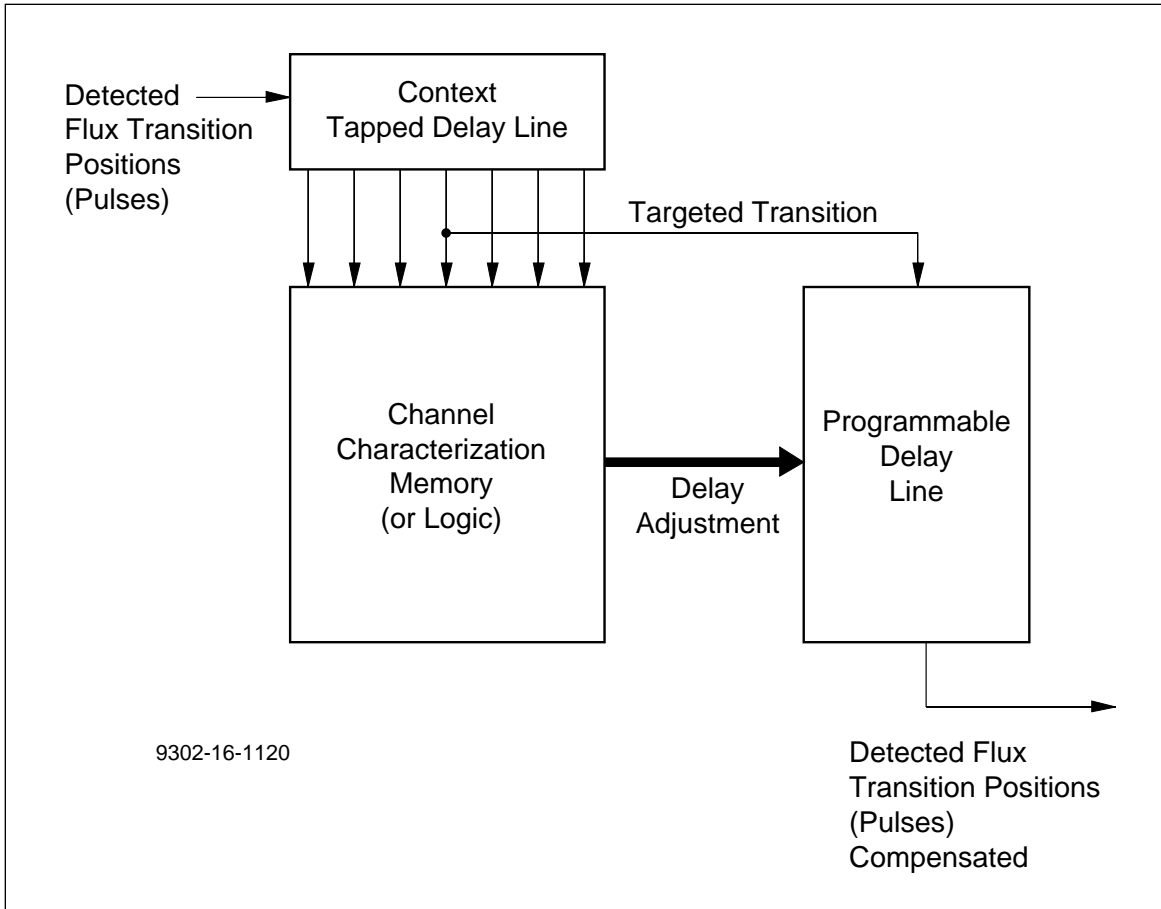 Detected
Flux Transition
Positions
(Pulses)
Context
Tapped Delay Line
Targeted Transition
Channel
Characterization
Memory
(or Logic)
Delay
Adjustment
Programmable
Delay
Line
9302-16-1120
Detected Flux
Transition Positions
(Pulses)
Compensated